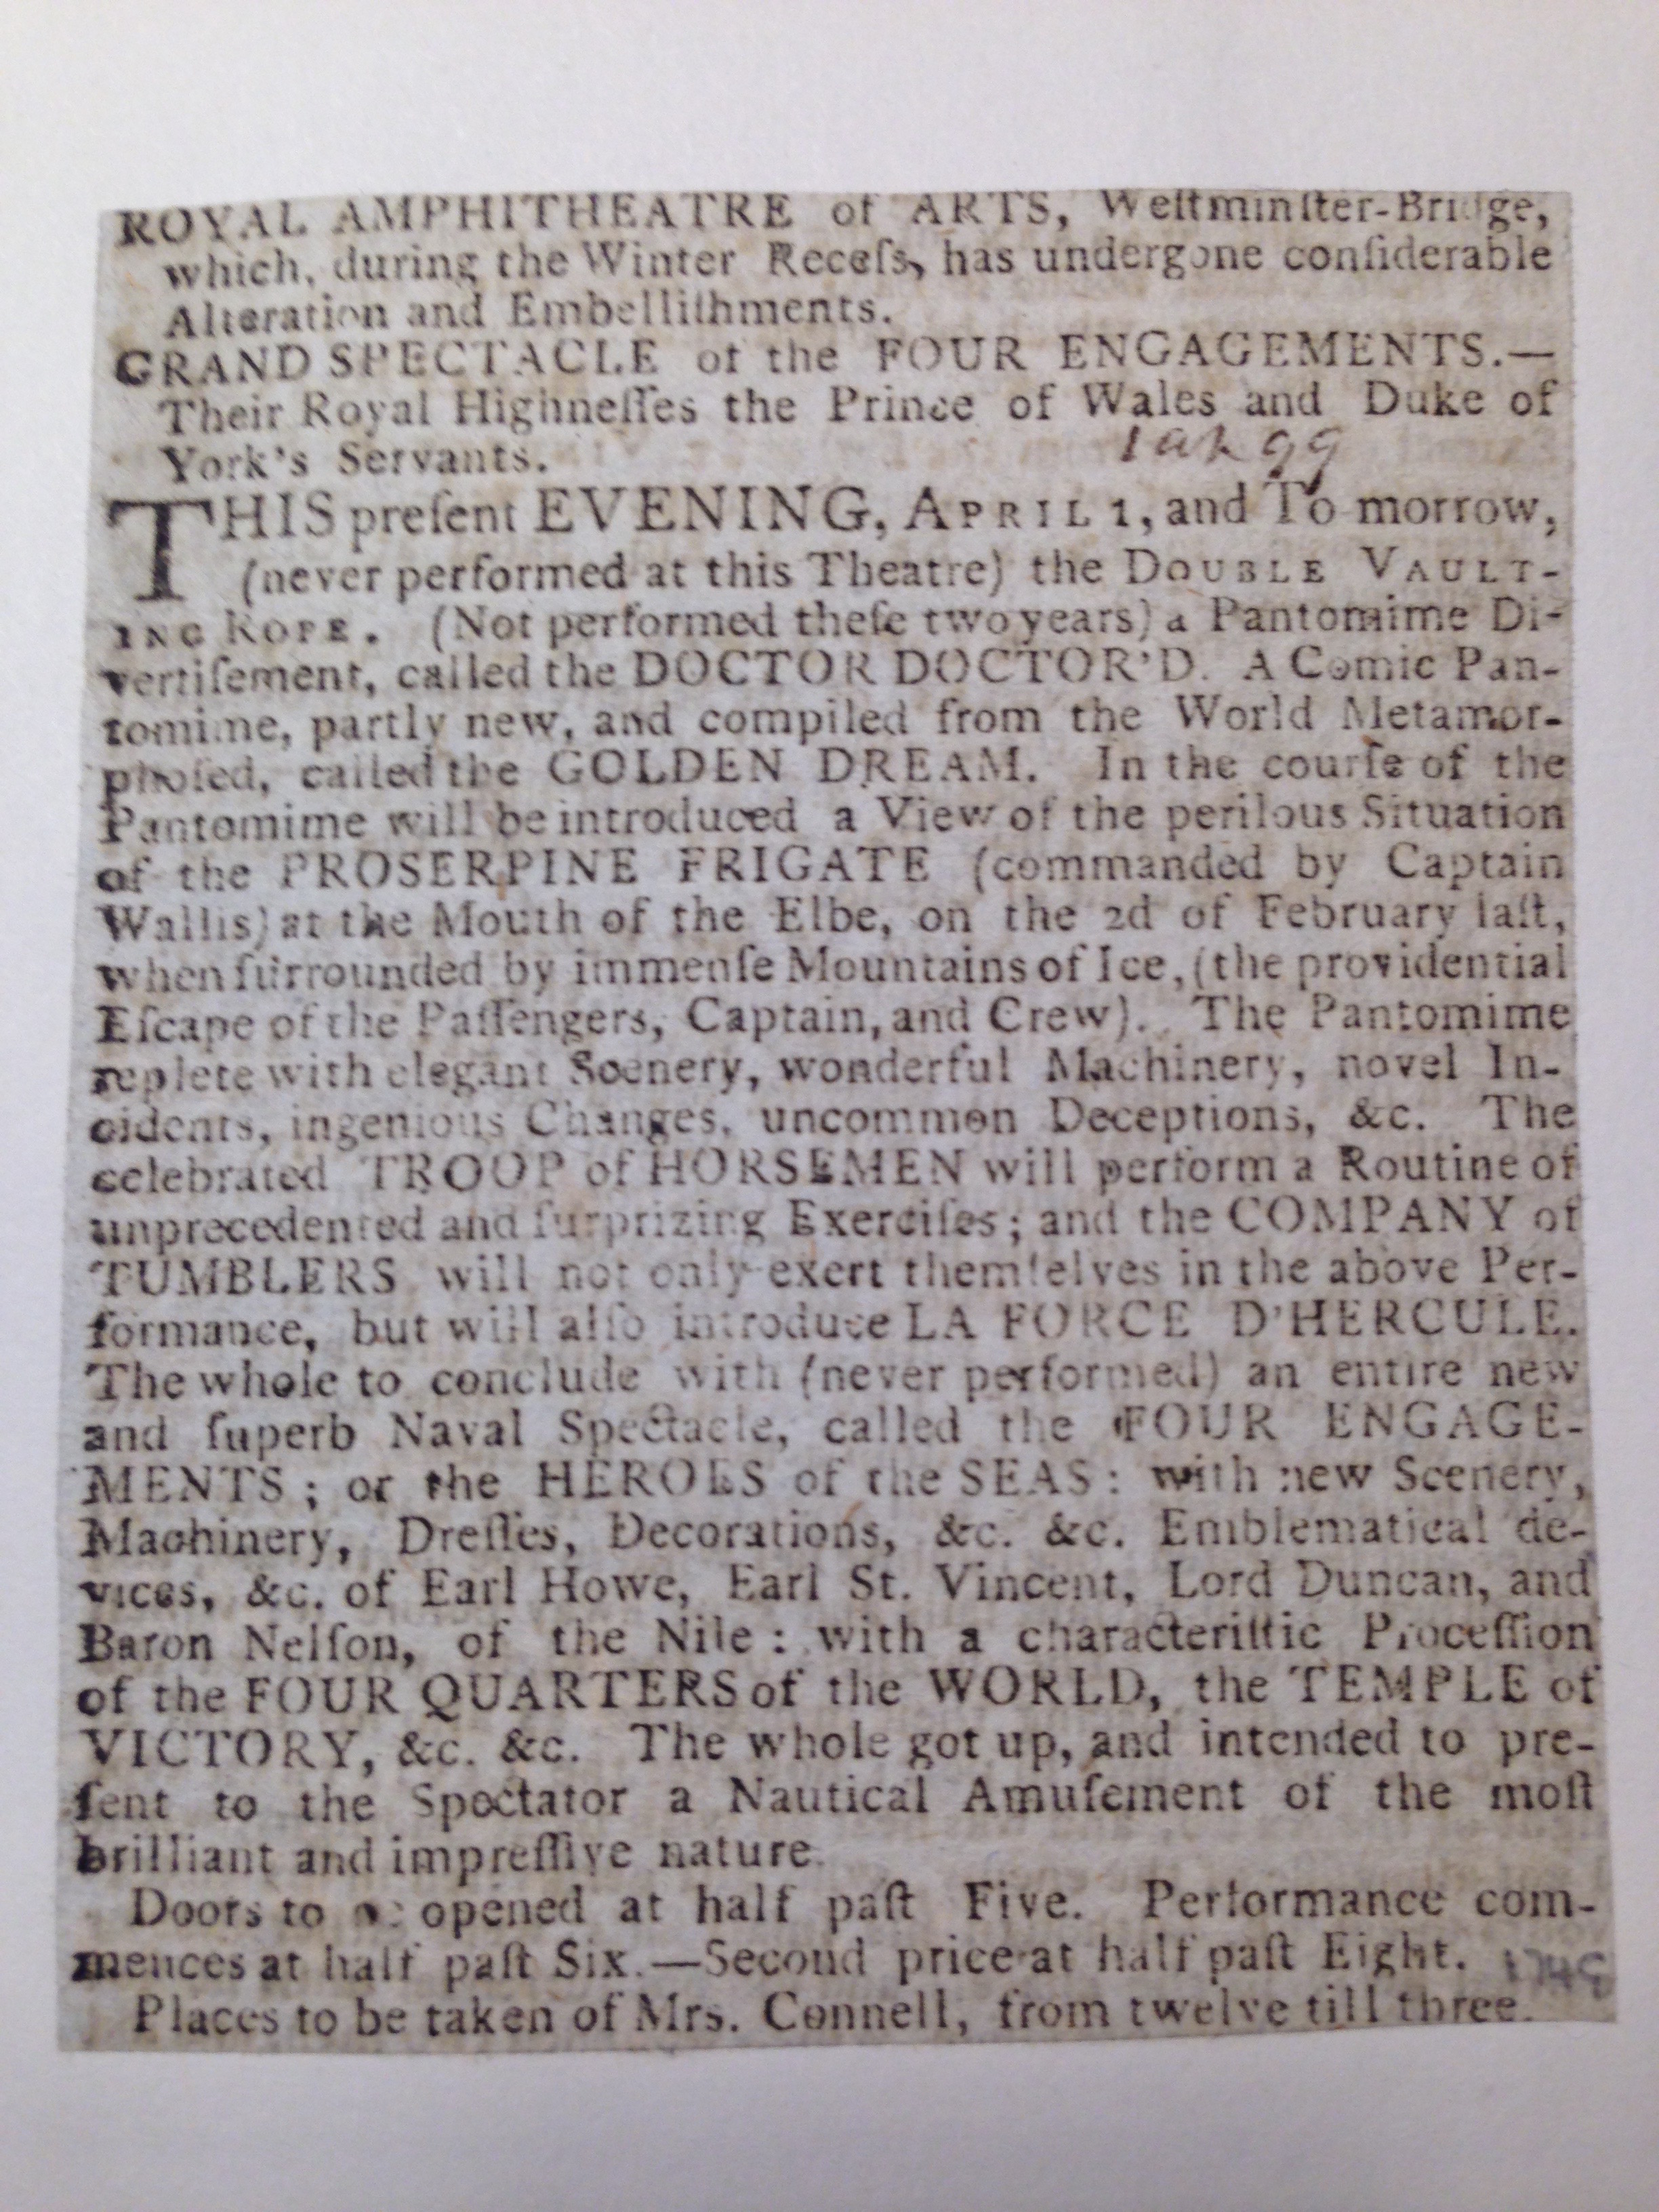 ROYAL AMPHITHEATRE of ARTS, Weſtminſter-Bridge,
which, during the Winter Receſs, has undergone conſiderable
Alteration and Embelliſhments.
GRAND SPECTACLE of the FOUR ENGAGEMENTS.—
Their Royal Highneſſes the Prince of Wales and Duke of
York's Servants.
THIS preſent EVENING, APRIL 1, and To-morrow,
(never performed at this Theatre) the DOUBLE VAULT-
ING ROPE. (Not performed theſe two years) a Pantomime Di-
vertiſement, called the DOCTOR DOCTOR'D. A Comic Pan-
tomime, partly new, and compiled from the World Metamor-
phoſed, called the GOLDEN DREAM. In the courſe of the
Pantomime will be introduced a View of the perilous Situation
of the PROSERPINE FRIGATE (commanded by Captain
Wallis) at the Mouth of the Elbe, on the 2d of February laſt,
when ſurrounded by immenſe Mountains of Ice, (the providential
Eſcape of the Paſſengers, Captain, and Crew). The Pantomime
replete with elegant Scenery, wonderful Machinery, novel In-
cidents, ingenious Changes, uncommon Deceptions, &c. The
celebrated TROOP of HORSEMEN will perform a Routine of
unprecedented and ſurprizing Exerciſes; and the COMPANY of
TUMBLERS will not only exert themſelves in the above Per-
formance, but will alſo introduce LA FORCE D'HERCULE.
The whole to conclude with (never performed) an entire new
and ſuperb Naval Spectacle, called the FOUR ENGAGE-
MENTS; or the HEROES of the SEAS: with new Scenery,
Machinery, Dreſſes, Decorations, &c. &c. Emblematical de-
vices, &c. of Earl Howe, Earl St. Vincent, Lord Duncan, and
Baron Nelſon, of the Nile: with a characteriſtic Proceſſion
of the FOUR QUARTERS of the WORLD, the TEMPLE of
VICTORY, &c. &c. The whole got up, and intended to pre-
ſent to the Spectator a Nautical Amuſement of the moſt
brilliant and impreſſive nature.
Doors to be opened at half paſt Five. Performance com-
mences at half paſt Six.—Second price at half paſt Eight.
Places to be taken of Mrs. Connell, from twelve till three.